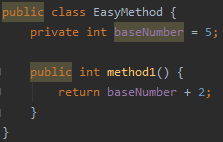 public class EasyMethod {
    private int baseNumber = 5;

    public int method1() {
        return baseNumber + 2;
    }
}